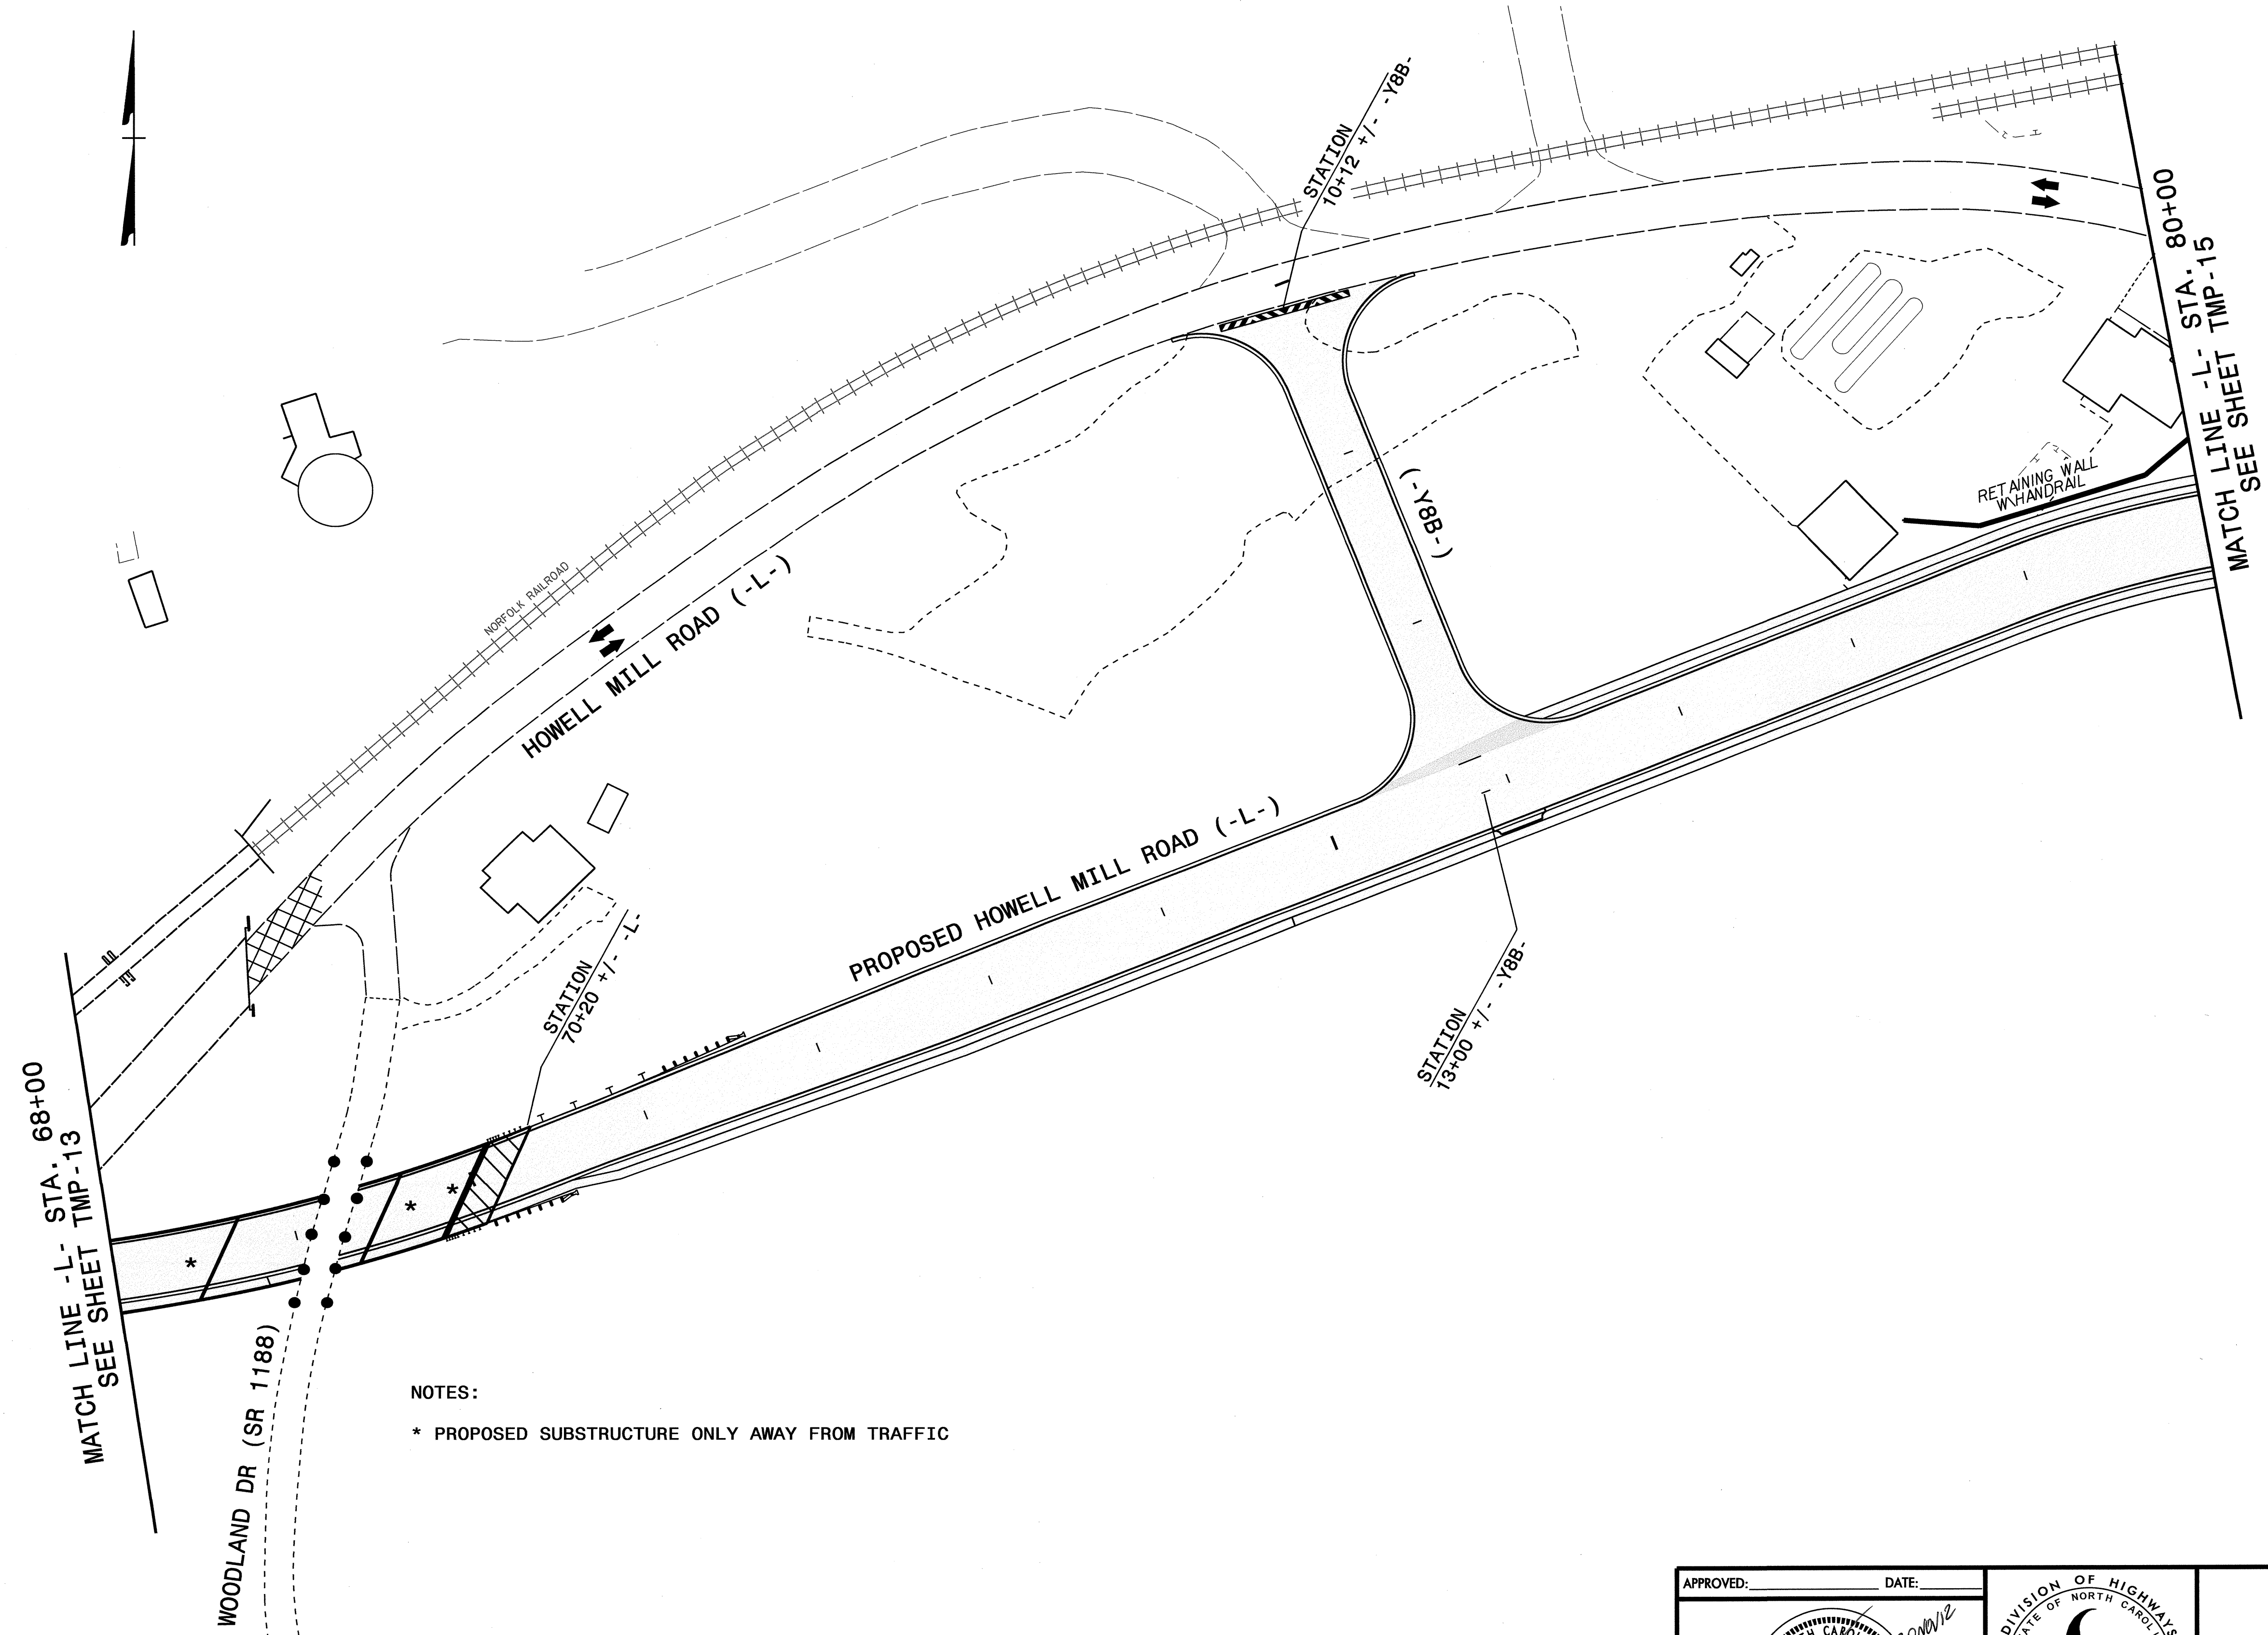 STATION
10+12 +/- -Y8B-
80+00
MATCH LINE -L- STA.
SEE SHEET TMP-15
RETAINING WALL
W\HANDRAIL
(-Y8B-)
NORFOLK RAILROAD
HOWELL MILL ROAD (-L-)
PROPOSED HOWELL MILL ROAD (-L-)
STATION
70+20 +/- -L-
STATION
13+00 +/- -Y8B-
68+00
MATCH LINE -L- STA.
SEE SHEET TMP-13
*
*
*
WOODLAND DR (SR 1188)
NOTES:
* PROPOSED SUBSTRUCTURE ONLY AWAY FROM TRAFFIC
APPROVED: DATE:
DIVISION OF HIGHWAYS
OF NORTH